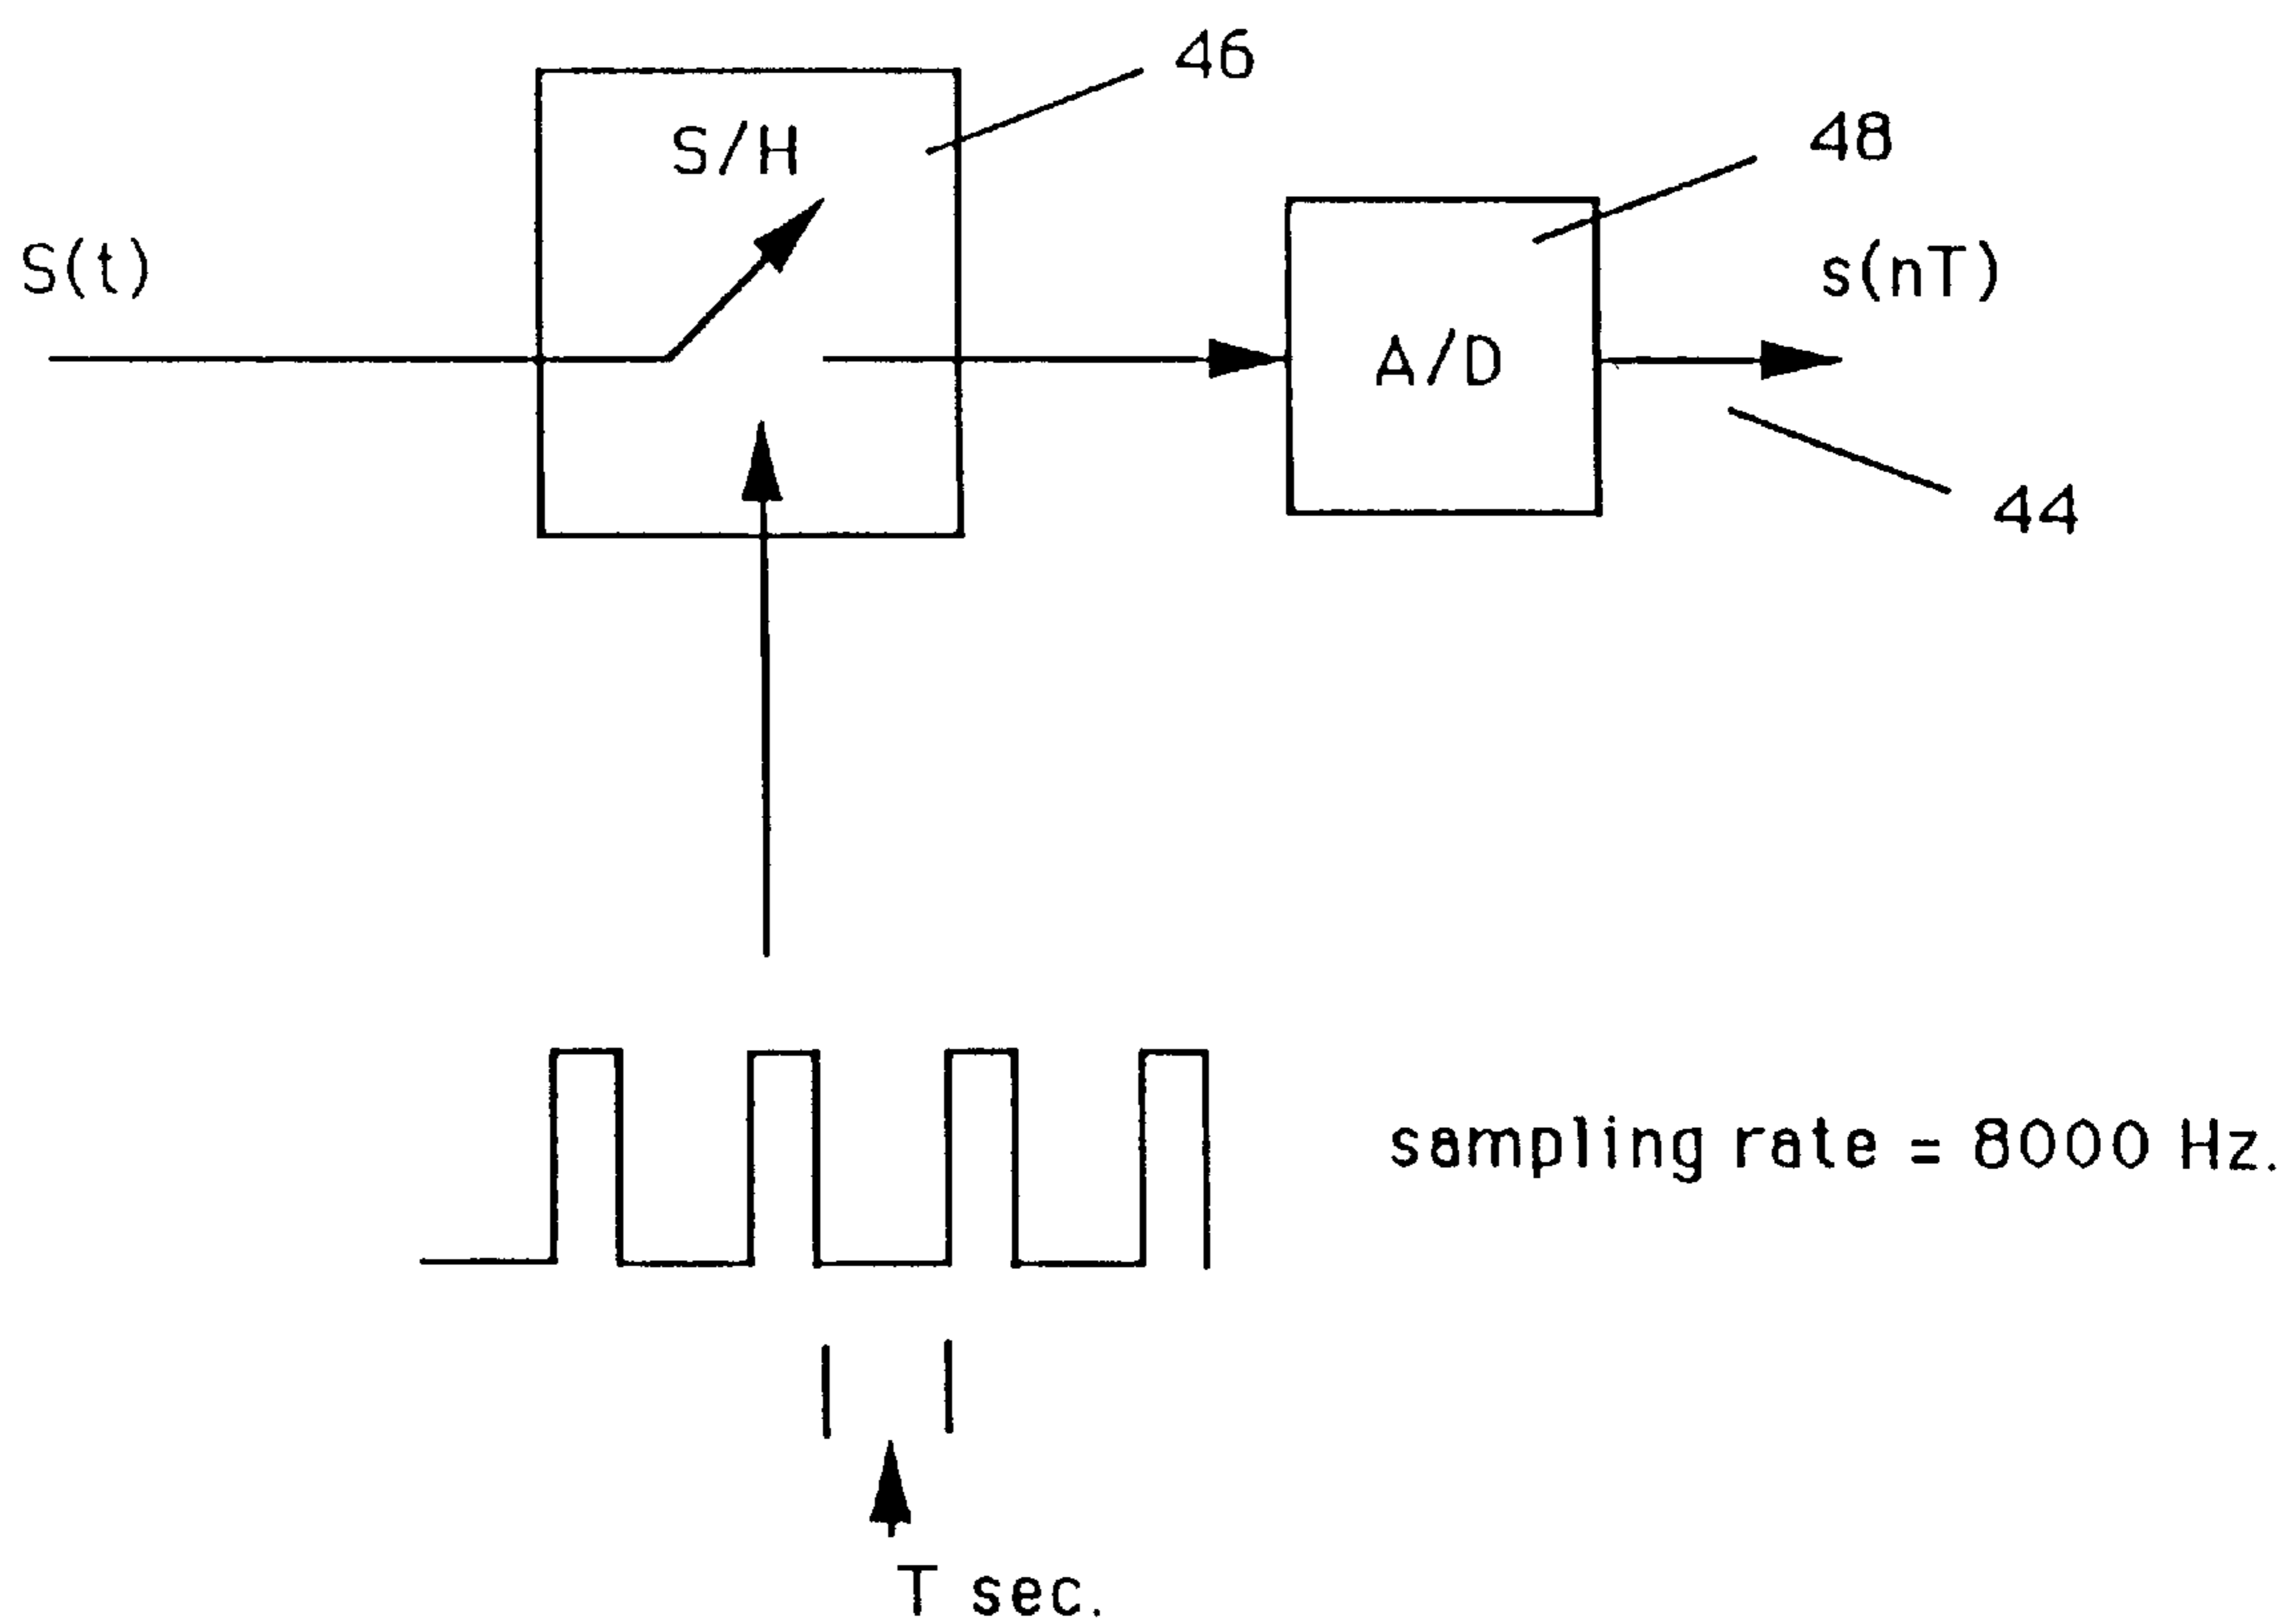 46
S/H
48
S(t)
s(nT)
A/D
44
sampling rate = 8000 Hz.
T sec.